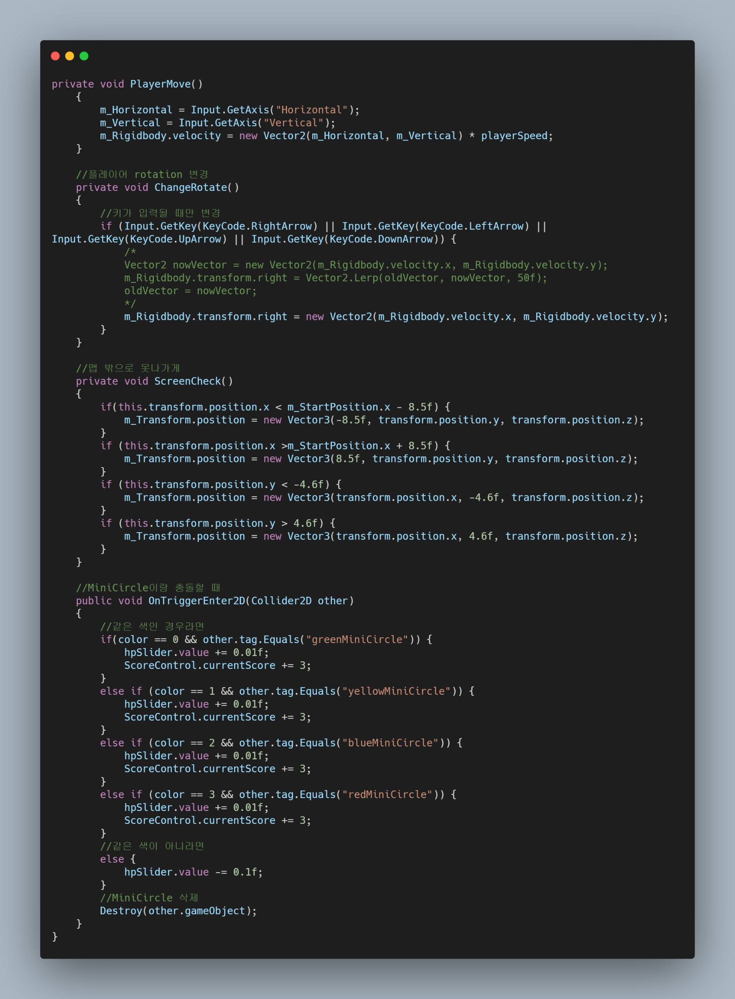 private void PlayerMove()
    {
        m_Horizontal = Input.GetAxis("Horizontal");
        m_Vertical = Input.GetAxis("Vertical");
        m_Rigidbody.velocity = new Vector2(m_Horizontal, m_Vertical) * playerSpeed;
    }

    //플레이어 rotation 변경
    private void ChangeRotate()
    {
        //키가 입력될 때만 변경
        if (Input.GetKey(KeyCode.RightArrow) || Input.GetKey(KeyCode.LeftArrow) ||
Input.GetKey(KeyCode.UpArrow) || Input.GetKey(KeyCode.DownArrow)) {
            /*
            Vector2 nowVector = new Vector2(m_Rigidbody.velocity.x, m_Rigidbody.velocity.y);
            m_Rigidbody.transform.right = Vector2.Lerp(oldVector, nowVector, 50f);
            oldVector = nowVector;
            */
            m_Rigidbody.transform.right = new Vector2(m_Rigidbody.velocity.x, m_Rigidbody.velocity.y);
        }
    }

    //맵 밖으로 못나가게
    private void ScreenCheck()
    {
        if(this.transform.position.x < m_StartPosition.x - 8.5f) {
            m_Transform.position = new Vector3(-8.5f, transform.position.y, transform.position.z);
        }
        if (this.transform.position.x >m_StartPosition.x + 8.5f) {
            m_Transform.position = new Vector3(8.5f, transform.position.y, transform.position.z);
        }
        if (this.transform.position.y < -4.6f) {
            m_Transform.position = new Vector3(transform.position.x, -4.6f, transform.position.z);
        }
        if (this.transform.position.y > 4.6f) {
            m_Transform.position = new Vector3(transform.position.x, 4.6f, transform.position.z);
        }
    }

    //MiniCircle이랑 충돌할 때
    public void OnTriggerEnter2D(Collider2D other)
    {
        //같은 색인 경우라면
        if(color == 0 && other.tag.Equals("greenMiniCircle")) {
            hpSlider.value += 0.01f;
            ScoreControl.currentScore += 3;
        }
        else if (color == 1 && other.tag.Equals("yellowMiniCircle")) {
            hpSlider.value += 0.01f;
            ScoreControl.currentScore += 3;
        }
        else if (color == 2 && other.tag.Equals("blueMiniCircle")) {
            hpSlider.value += 0.01f;
            ScoreControl.currentScore += 3;
        }
        else if (color == 3 && other.tag.Equals("redMiniCircle")) {
            hpSlider.value += 0.01f;
            ScoreControl.currentScore += 3;
        }
        //같은 색이 아니라면
        else {
            hpSlider.value -= 0.1f;
        }
        //MiniCircle 삭제
        Destroy(other.gameObject);
    }
}